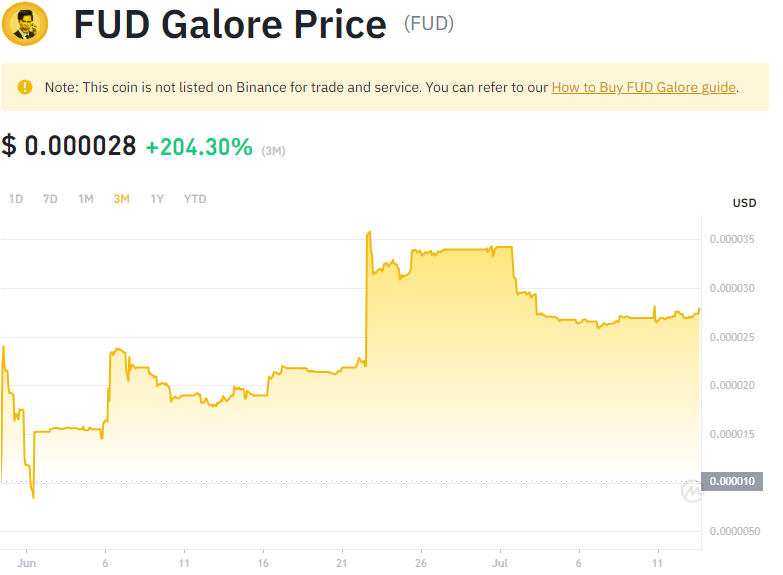 FUD Galore Price (FUD)
Note: This coin is not listed on Binance for trade and service. You can refer to our How to Buy FUD Galore guide.
$ 0.000028 +204.30% (3M)
1D 7D 1M 3M 1Y YTD
USD
0.000035
0.000030
0.000025
0.000020
0.000015
0.000010
0.0000050
Jun 6 11 16 21 26 Jul 6 11